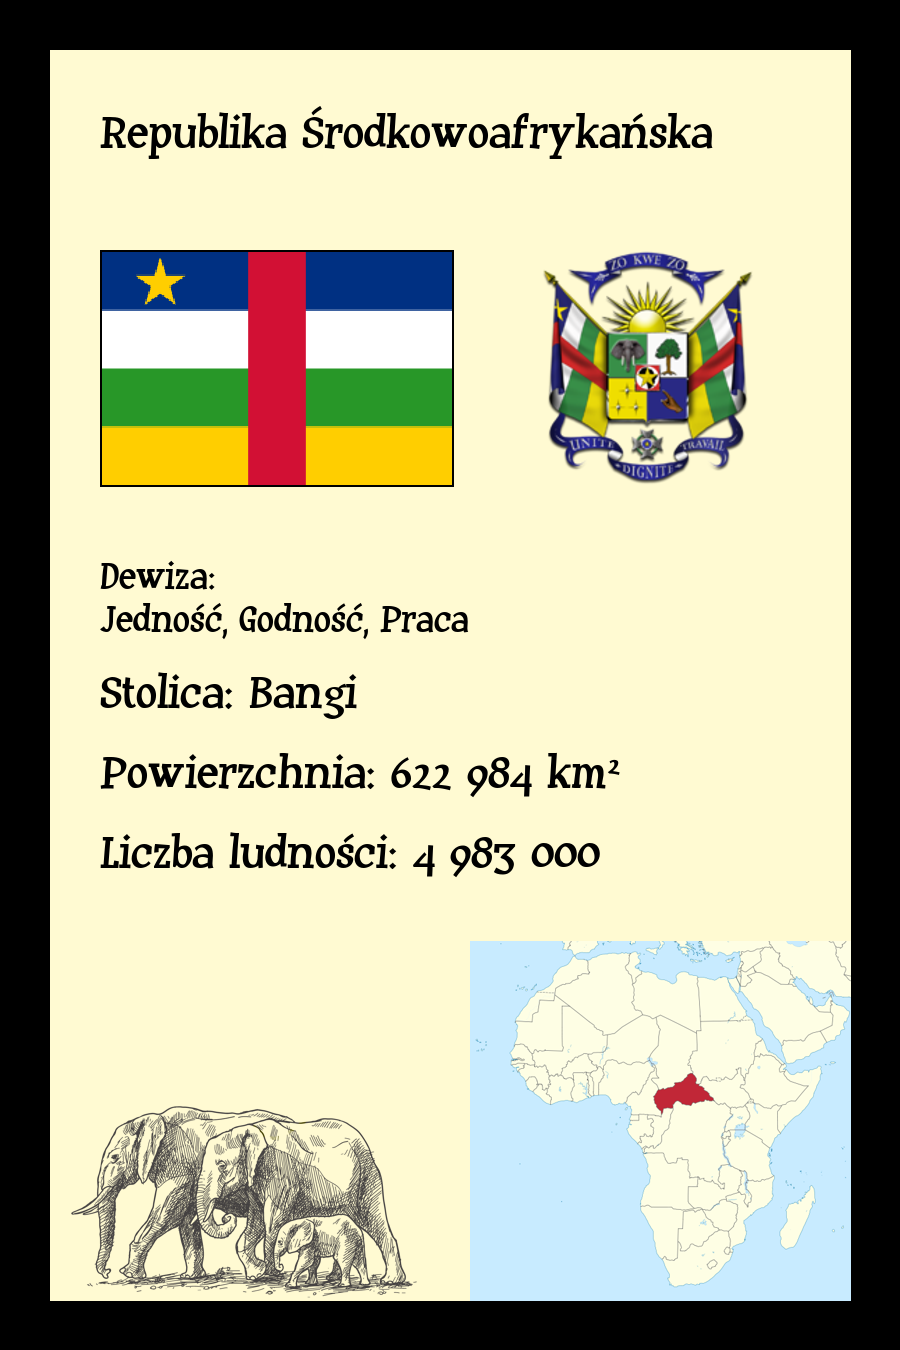 Republika Środkowoafrykańska
ZO KWE ZO
UNITE
TRAVAIL
DIGNITE
Dewiza:
Jedność, Godność, Praca
Stolica: Bangi
Powierzchnia: 622 984 km²
Liczba ludności: 4 983 000